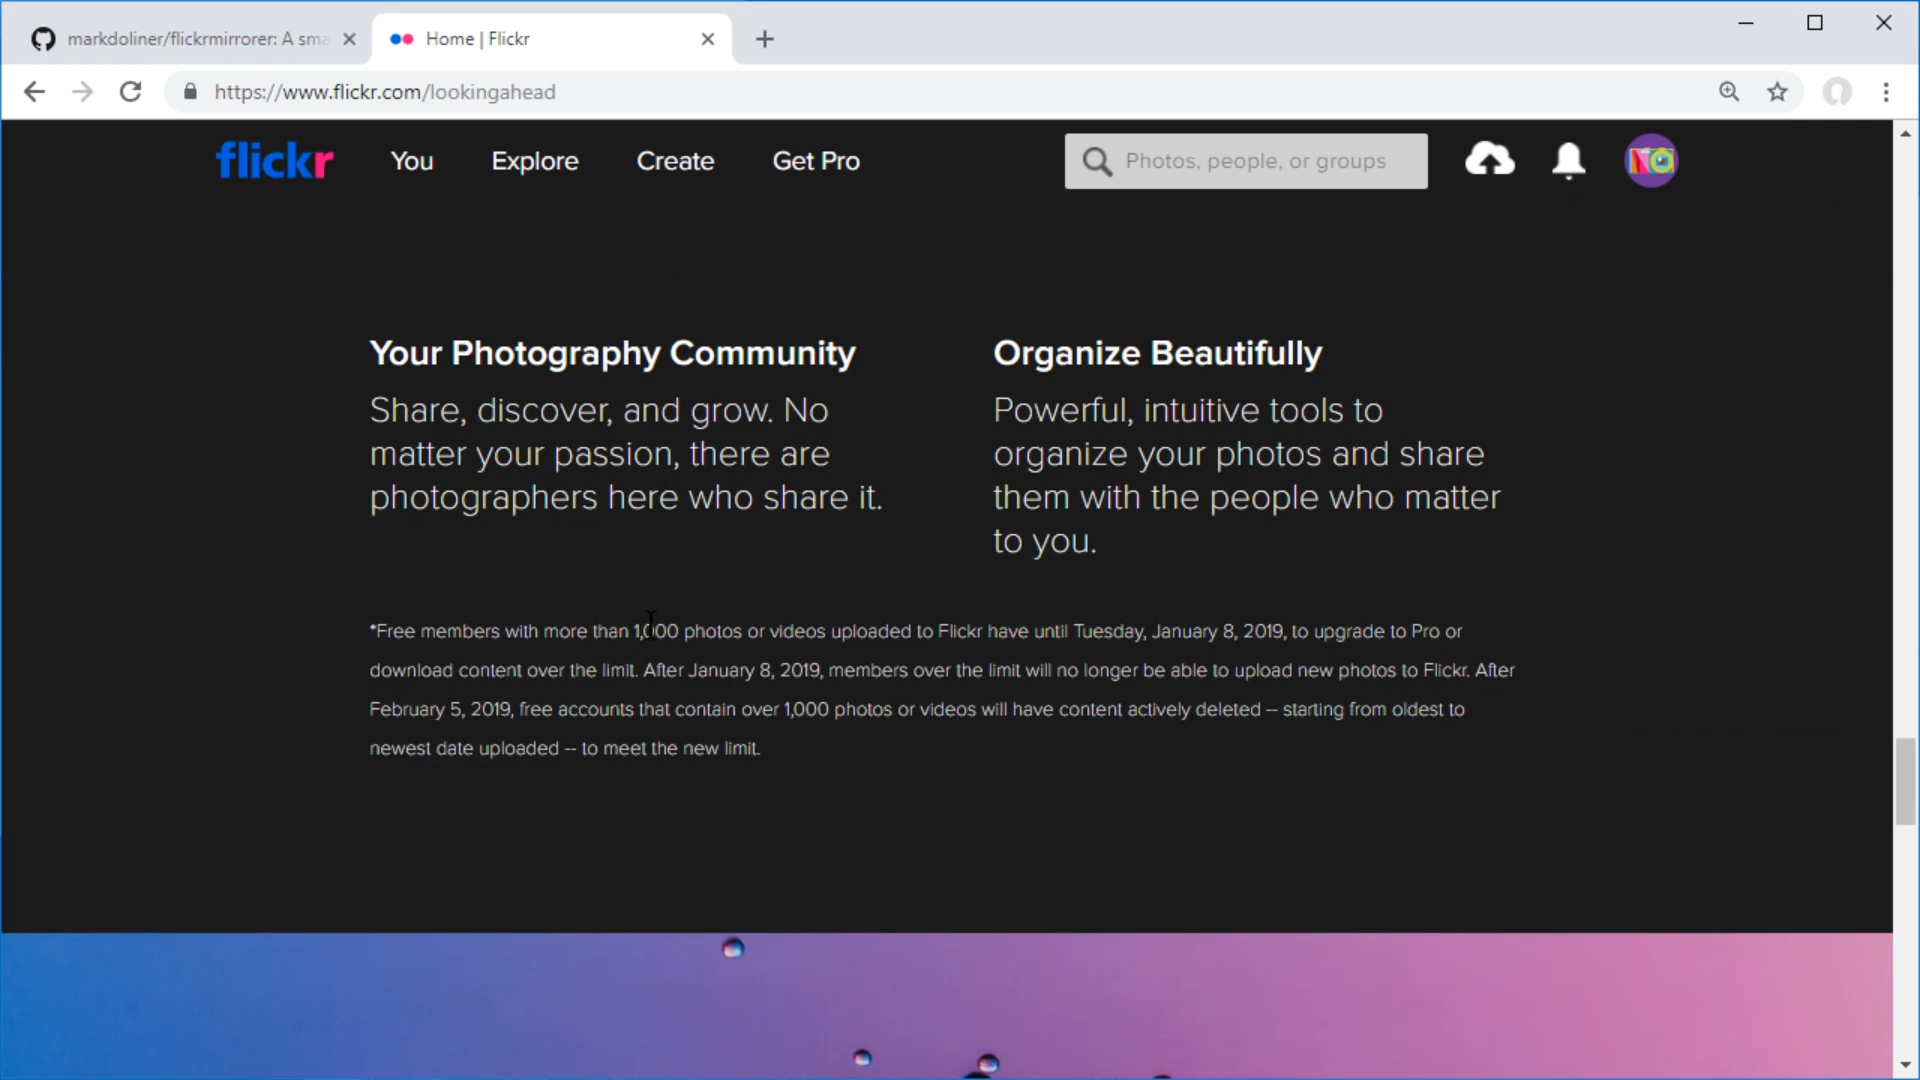 markdoliner/flickrmirrorer: A sma
Home | Flickr
https://www.flickr.com/lookingahead
flickr
You
Explore
Create
Get Pro
Photos, people, or groups
Your Photography Community
Share, discover, and grow. No
matter your passion, there are
photographers here who share it.
Organize Beautifully
Powerful, intuitive tools to
organize your photos and share
them with the people who matter
to you.
*Free members with more than 1,000 photos or videos uploaded to Flickr have until Tuesday, January 8, 2019, to upgrade to Pro or
download content over the limit. After January 8, 2019, members over the limit will no longer be able to upload new photos to Flickr. After
February 5, 2019, free accounts that contain over 1,000 photos or videos will have content actively deleted -- starting from oldest to
newest date uploaded -- to meet the new limit.